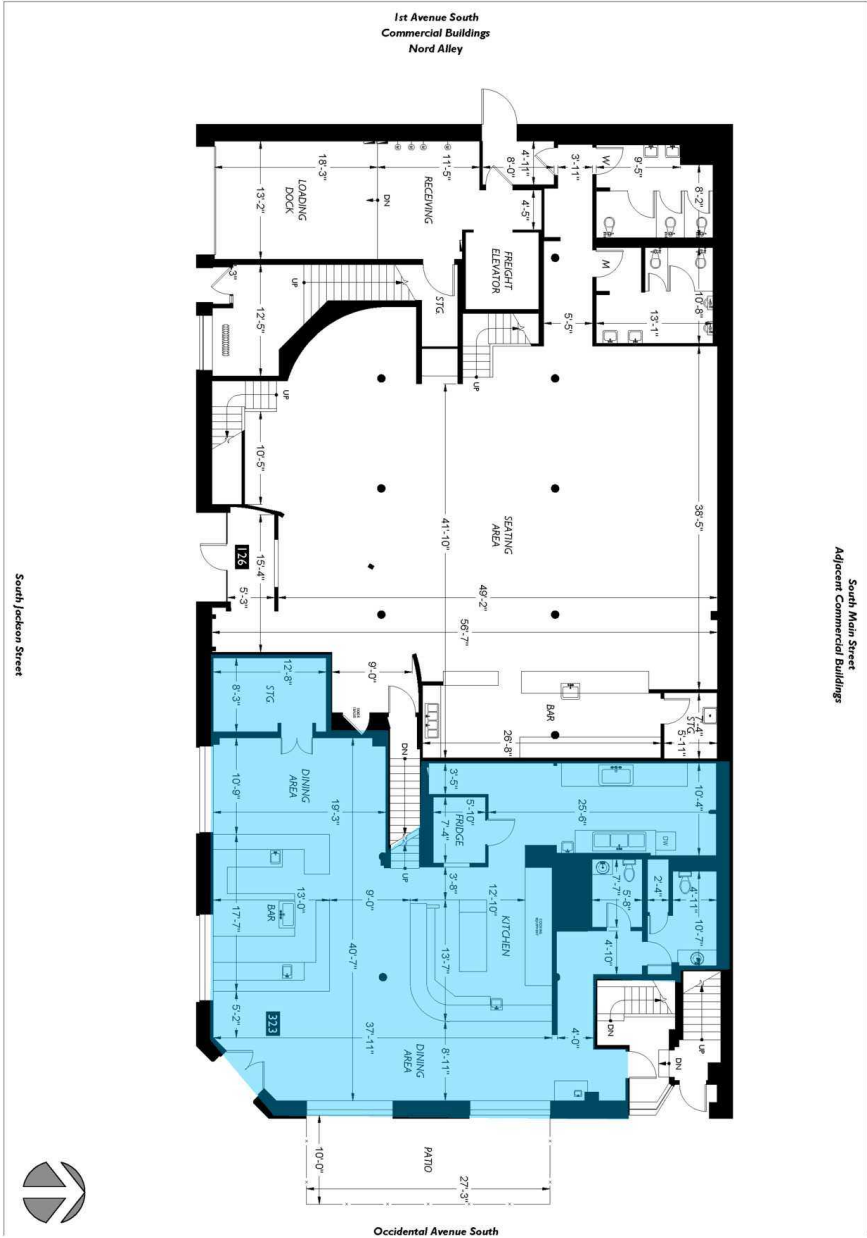 1st Avenue South
Commercial Buildings
Nord Alley
South Main Street
Adjacent Commercial Buildings
South Jackson Street
Occidental Avenue South
18'-3"
13'-2"
LOADING
DOCK
DN
11'-5"
RECEIVING
8'-0"
4'-11"
3'-11"
4'-5"
FREIGHT
ELEVATOR
W
9'-5"
8'-2"
M
10'-8"
13'-1"
5'-5"
12'-5"
UP
STG.
UP
UP
10'-5"
41'-10"
SEATING
AREA
38'-5"
126
15'-4"
5'-3"
49'-2"
56'-7"
12'-8"
8'-3"
STG.
9'-0"
DN
BAR
26'-8"
7'-4"
STG.
5'-11"
DINING
AREA
10'-9"
19'-3"
3'-5"
5'-10"
7'-4"
FRIDGE
25'-6"
10'-4"
DW
UP
3'-8"
12'-10"
KITCHEN
7'-7"
5'-8"
2'-4"
4'-11"
10'-7"
4'-10"
13'-0"
BAR
17'-7"
9'-0"
40'-7"
13'-7"
5'-2"
323
37'-11"
8'-11"
DINING
AREA
4'-0"
DN
UP
DN
PATIO
10'-0"
27'-3"